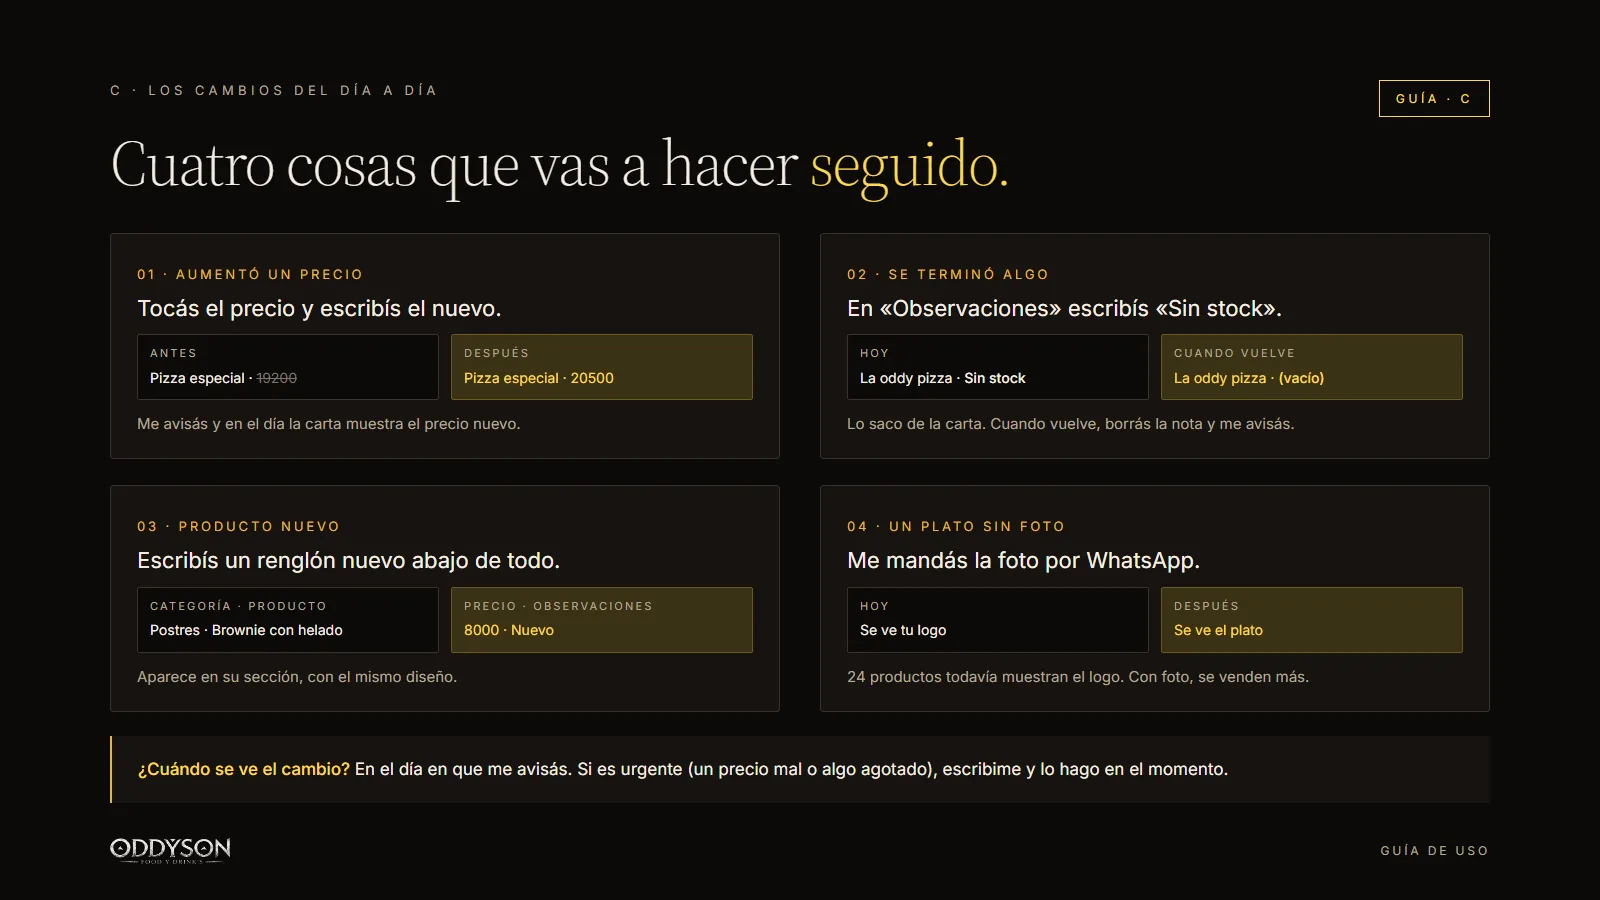 C · LOS CAMBIOS DEL DÍA A DÍA
GUÍA · C
Cuatro cosas que vas a hacer seguido.
01 · AUMENTÓ UN PRECIO
Tocás el precio y escribís el nuevo.
ANTES
Pizza especial · 19200
DESPUÉS
Pizza especial · 20500
Me avisás y en el día la carta muestra el precio nuevo.
02 · SE TERMINÓ ALGO
En «Observaciones» escribís «Sin stock».
HOY
La oddy pizza · Sin stock
CUANDO VUELVE
La oddy pizza · (vacío)
Lo saco de la carta. Cuando vuelve, borrás la nota y me avisás.
03 · PRODUCTO NUEVO
Escribís un renglón nuevo abajo de todo.
CATEGORÍA · PRODUCTO
Postres · Brownie con helado
PRECIO · OBSERVACIONES
8000 · Nuevo
Aparece en su sección, con el mismo diseño.
04 · UN PLATO SIN FOTO
Me mandás la foto por WhatsApp.
HOY
Se ve tu logo
DESPUÉS
Se ve el plato
24 productos todavía muestran el logo. Con foto, se venden más.
¿Cuándo se ve el cambio? En el día en que me avisás. Si es urgente (un precio mal o algo agotado), escribime y lo hago en el momento.
ODDYSON
FOOD Y DRINK'S
GUÍA DE USO